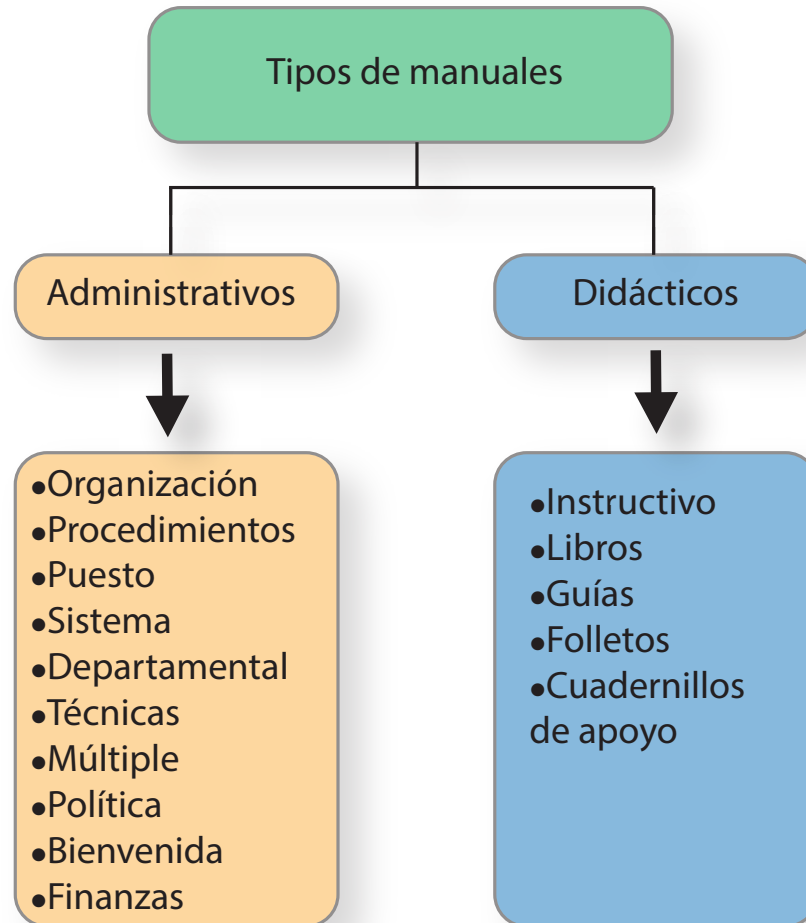 Tipos de manuales
Administrativos
Didácticos
•Organización
•Procedimientos
•Puesto
•Sistema
•Departamental
•Técnicas
•Múltiple
•Política
•Bienvenida
•Finanzas
•Instructivo
•Libros
•Guías
•Folletos
•Cuadernillos
de apoyo